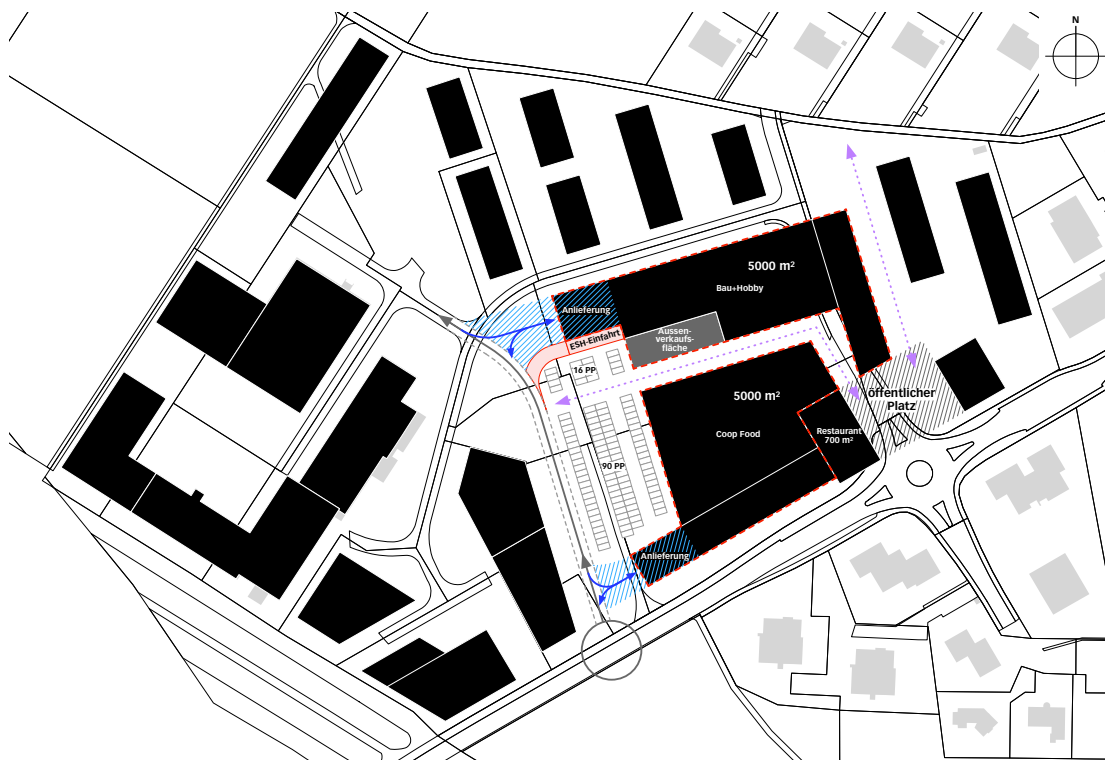 N
5000 m²
Bau+Hobby
Anlieferung
ESH-Einfahrt
Aussen-
verkaufs-
fläche
16 PP
5000 m²
öffentlicher
Platz
Coop Food
Restaurant
700 m²
90 PP
Anlieferung